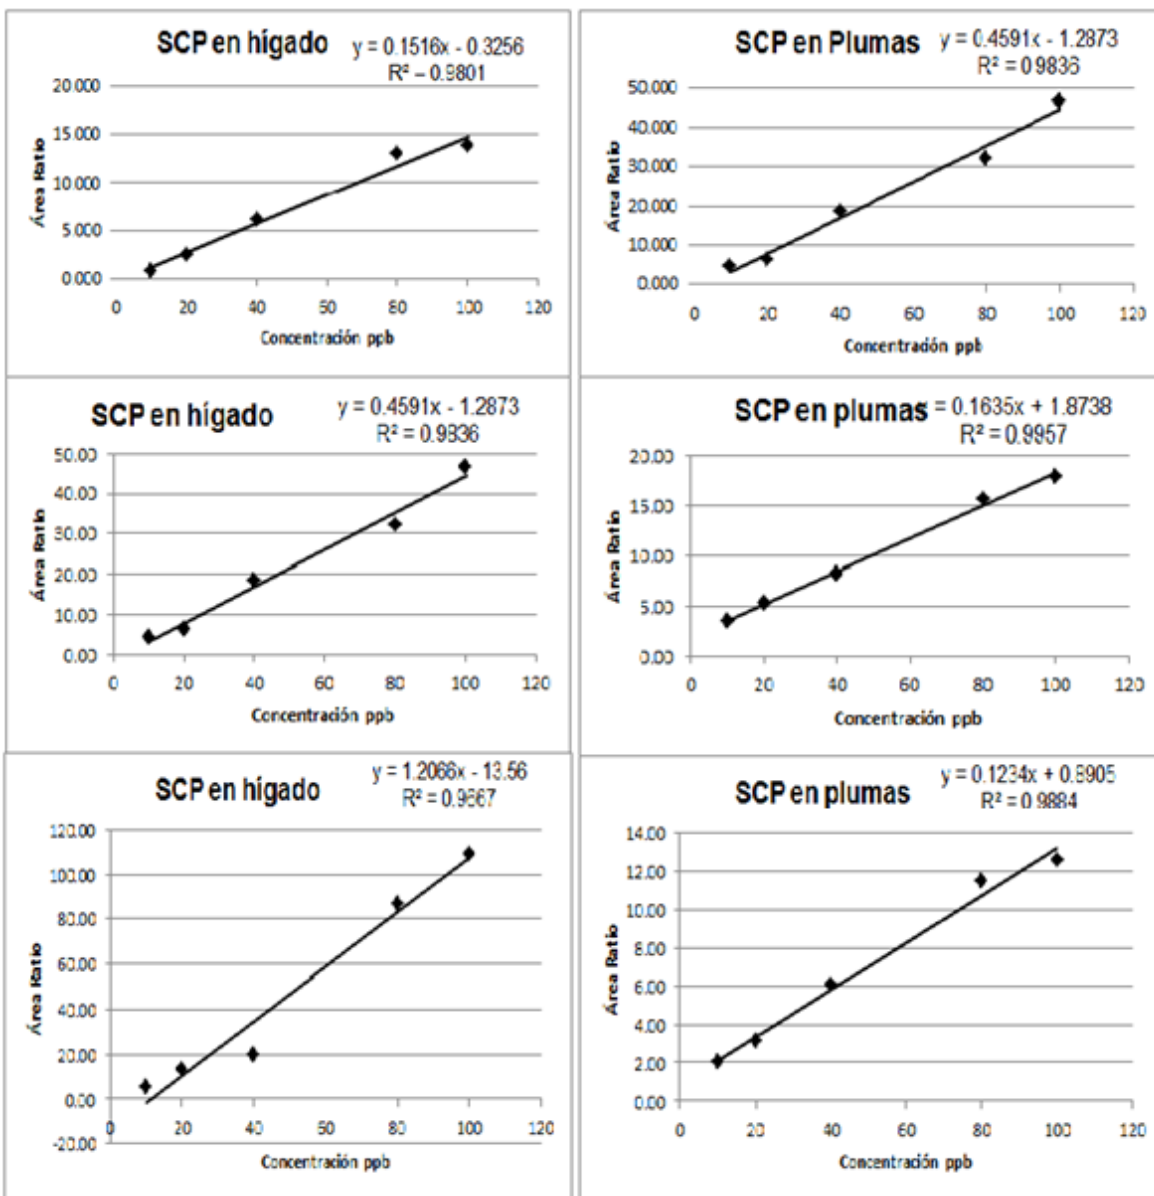 SCP en hígado
y = 0.1516x - 0.3256
R² = 0.9801
20.000
15.000
10.000
5.000
0.000
Área Ratio
0 20 40 60 80 100 120
Concentración ppb
SCP en Plumas
y = 0.4591x - 1.2873
R² = 0.9836
50.000
40.000
30.000
20.000
10.000
0.000
Área Ratio
0 20 40 60 80 100 120
Concentración ppb
SCP en hígado
y = 0.4591x - 1.2873
R² = 0.9836
50.00
40.00
30.00
20.00
10.00
0.00
Área Ratio
0 20 40 60 80 100 120
Concentración ppb
SCP en plumas
= 0.1635x + 1.8738
R² = 0.9957
20.00
15.00
10.00
5.00
0.00
Área Ratio
0 20 40 60 80 100 120
Concentración ppb
SCP en hígado
y = 1.2066x - 13.56
R² = 0.9667
120.00
100.00
80.00
60.00
40.00
20.00
0.00
-20.00
Área Ratio
0 20 40 60 80 100 120
Concentración ppb
SCP en plumas
y = 0.1234x + 0.8905
R² = 0.9884
14.00
12.00
10.00
8.00
6.00
4.00
2.00
0.00
Área Ratio
0 20 40 60 80 100 120
Concentración ppb